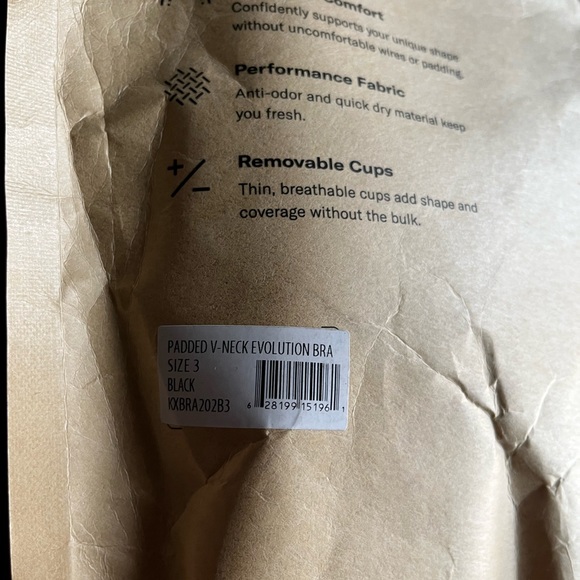 Comfort
Confidently supports your unique shape
without uncomfortable wires or padding.
Performance Fabric
Anti-odor and quick dry material keep
you fresh.
+/−
Removable Cups
Thin, breathable cups add shape and
coverage without the bulk.
PADDED V-NECK EVOLUTION BRA
SIZE 3
BLACK
KXBRA202B3
6 28199 15196 1